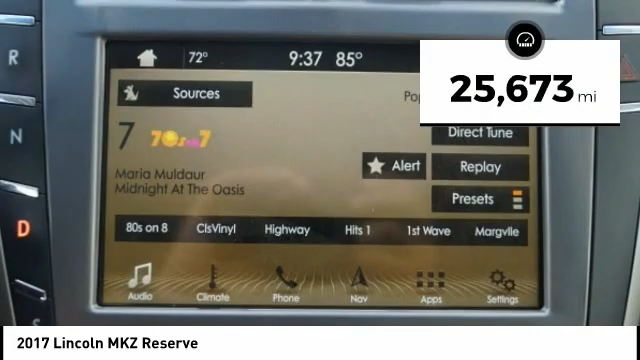 R
N
D
S
72°
9:37 85°
Sources
Pop
25,673 mi
7
70s on 7
Direct Tune
Maria Muldaur
Midnight At The Oasis
Alert
Replay
Presets
80s on 8 ClsVinyl Highway Hits 1 1st Wave Margvlle
Audio Climate Phone Nav Apps Settings
2017 Lincoln MKZ Reserve